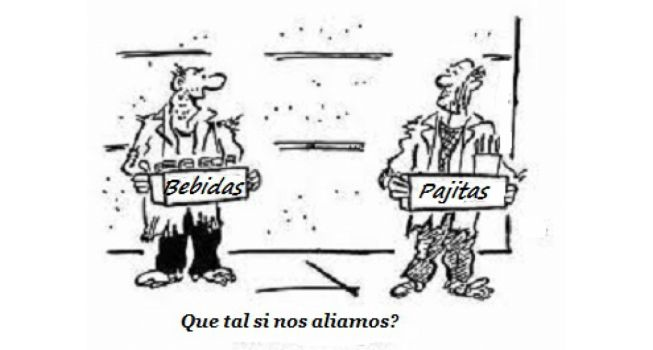 Bebidas
Pajitas
Que tal si nos aliamos?